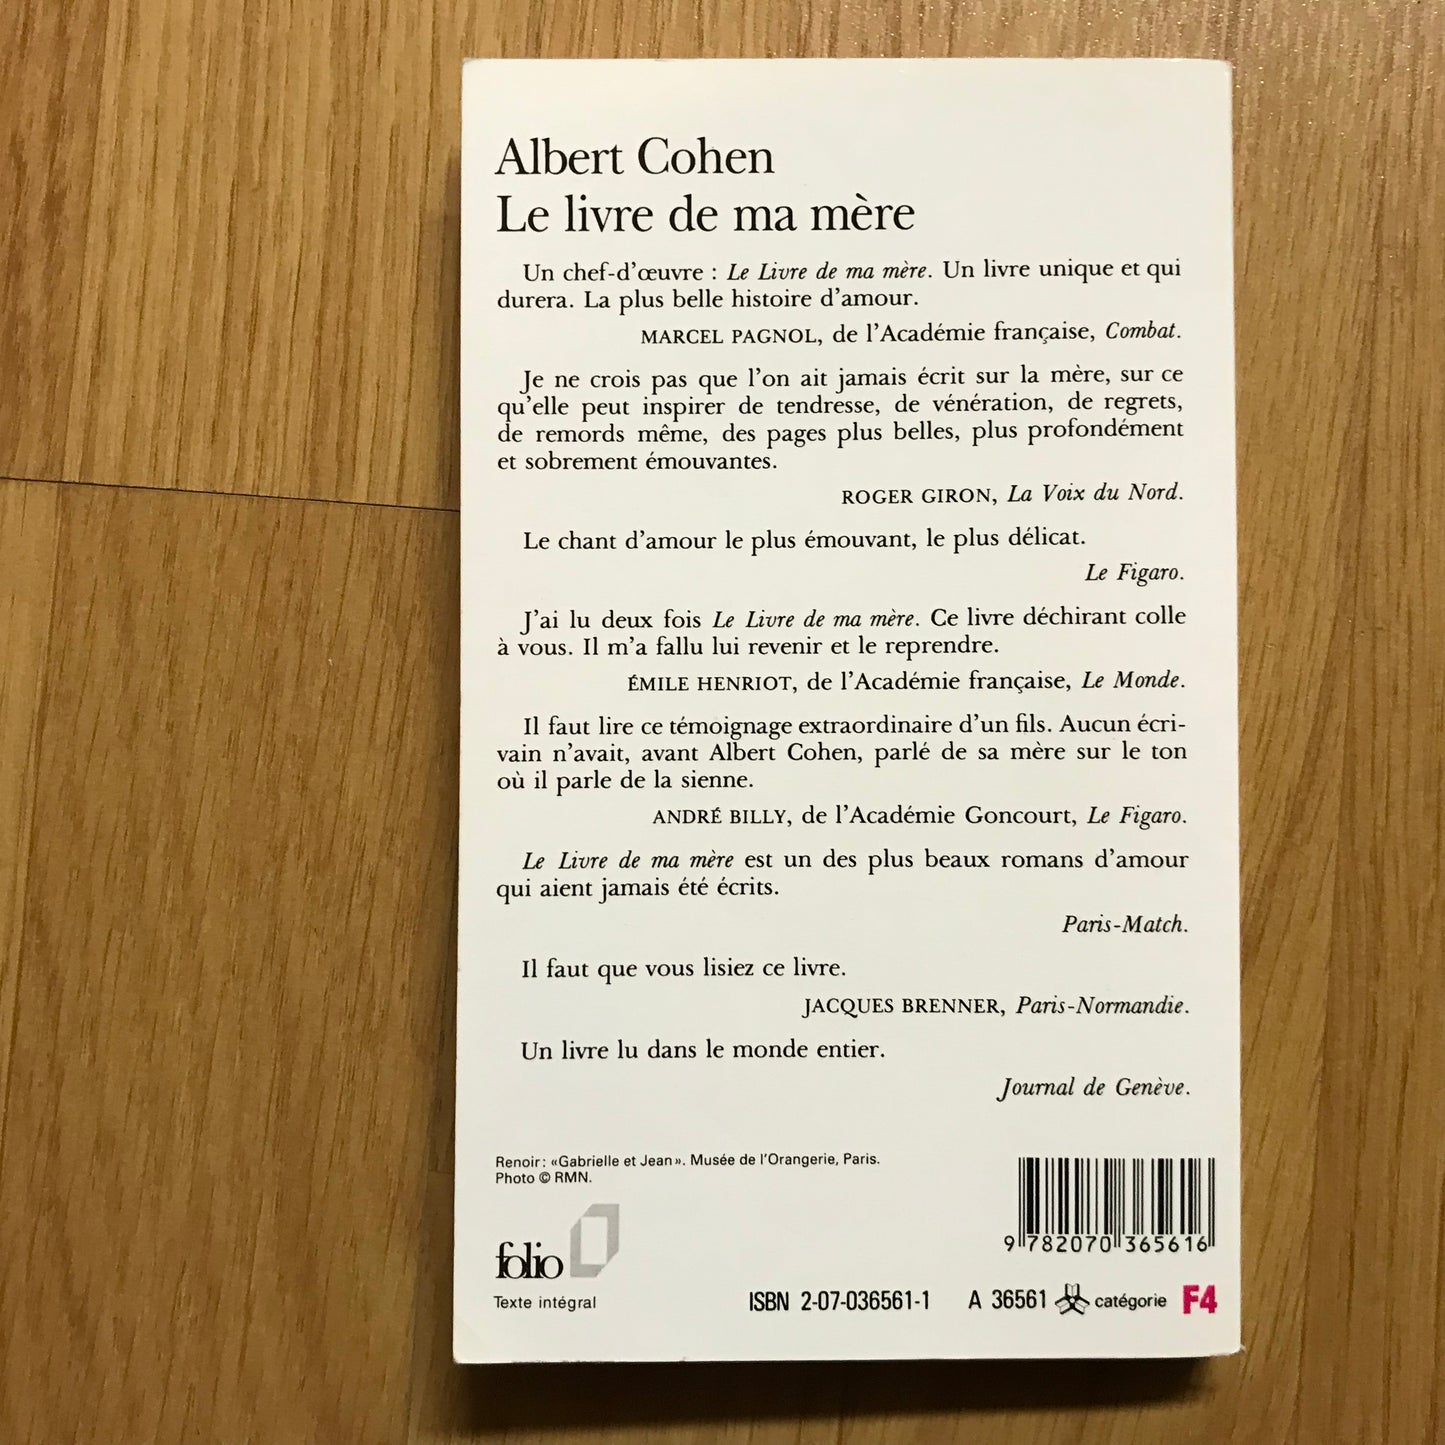 Albert Cohen
Le livre de ma mère
Un chef-d'œuvre : Le Livre de ma mère. Un livre unique et qui
durera. La plus belle histoire d'amour.
MARCEL PAGNOL, de l'Académie française, Combat.
Je ne crois pas que l'on ait jamais écrit sur la mère, sur ce
qu'elle peut inspirer de tendresse, de vénération, de regrets,
de remords même, des pages plus belles, plus profondément
et sobrement émouvantes.
ROGER GIRON, La Voix du Nord.
Le chant d'amour le plus émouvant, le plus délicat.
Le Figaro.
J'ai lu deux fois Le Livre de ma mère. Ce livre déchirant colle
à vous. Il m'a fallu lui revenir et le reprendre.
ÉMILE HENRIOT, de l'Académie française, Le Monde.
Il faut lire ce témoignage extraordinaire d'un fils. Aucun écri-
vain n'avait, avant Albert Cohen, parlé de sa mère sur le ton
où il parle de la sienne.
ANDRÉ BILLY, de l'Académie Goncourt, Le Figaro.
Le Livre de ma mère est un des plus beaux romans d'amour
qui aient jamais été écrits.
Paris-Match.
Il faut que vous lisiez ce livre.
JACQUES BRENNER, Paris-Normandie.
Un livre lu dans le monde entier.
Journal de Genève.
Renoir : «Gabrielle et Jean». Musée de l'Orangerie, Paris.
Photo © RMN.
9 782070 365616
folio
Texte intégral
ISBN 2-07-036561-1 A 36561 catégorie F4